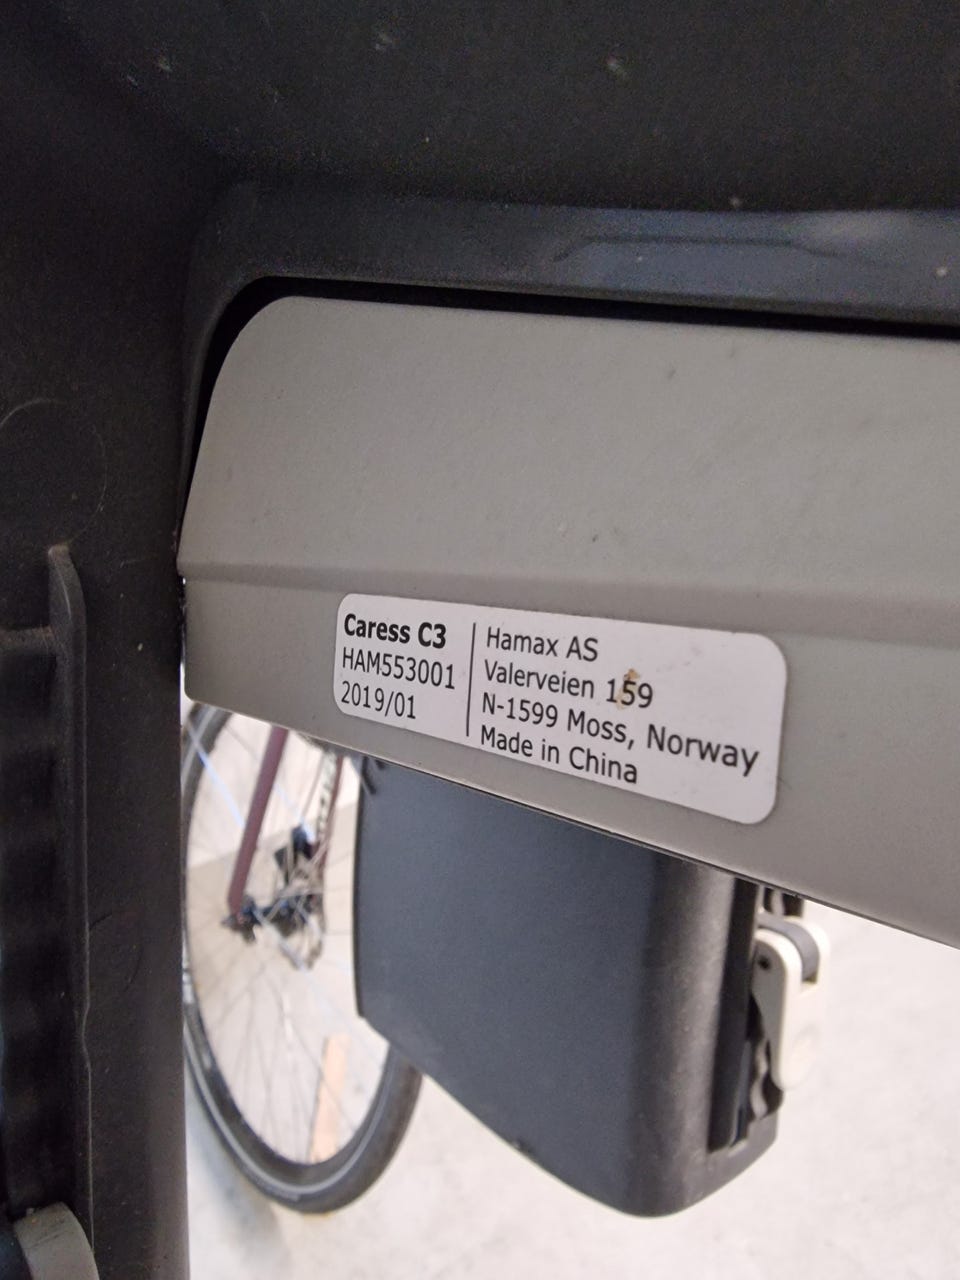 Caress C3
HAM553001
2019/01
Hamax AS
Valerveien 159
N-1599 Moss, Norway
Made in China